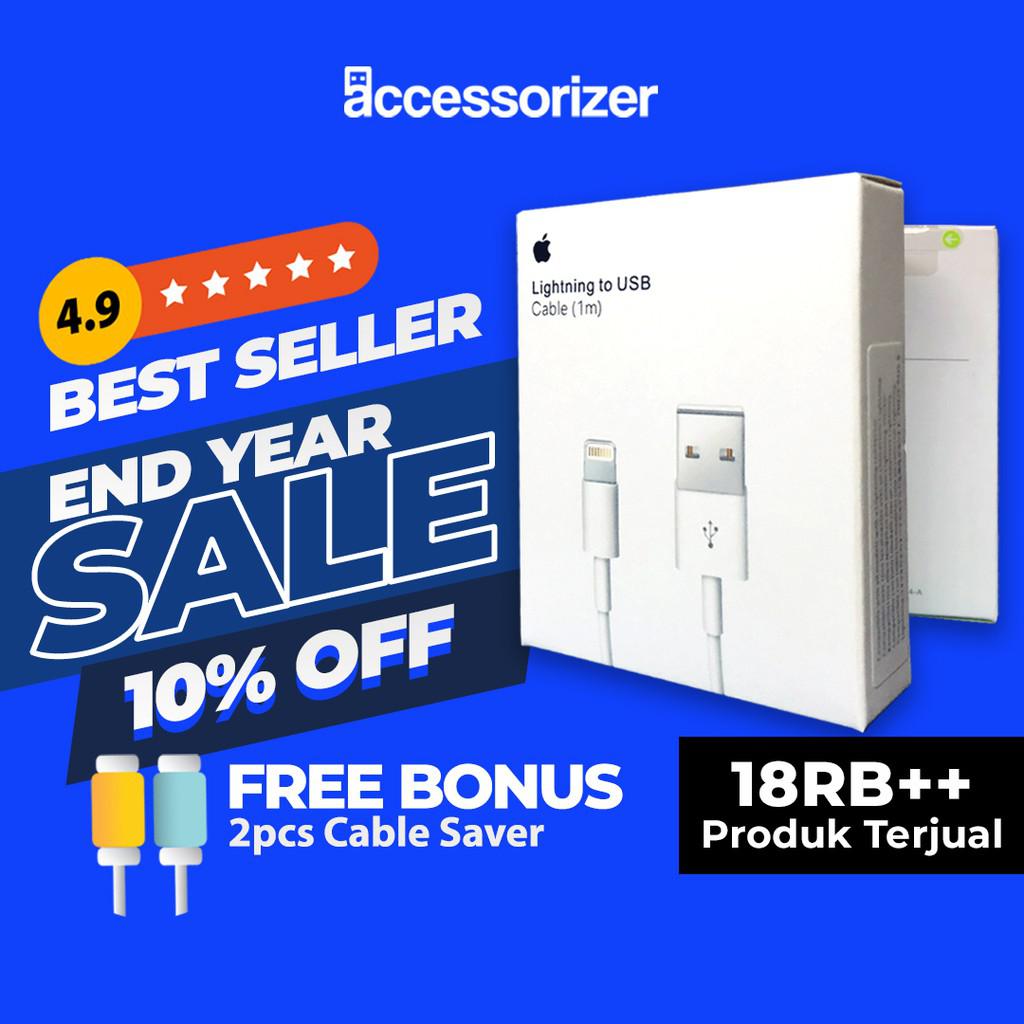 accessorizer
4.9
BEST SELLER
END YEAR
SALE
10% OFF
FREE BONUS
2pcs Cable Saver
Lightning to USB
Cable (1m)
18RB++
Produk Terjual